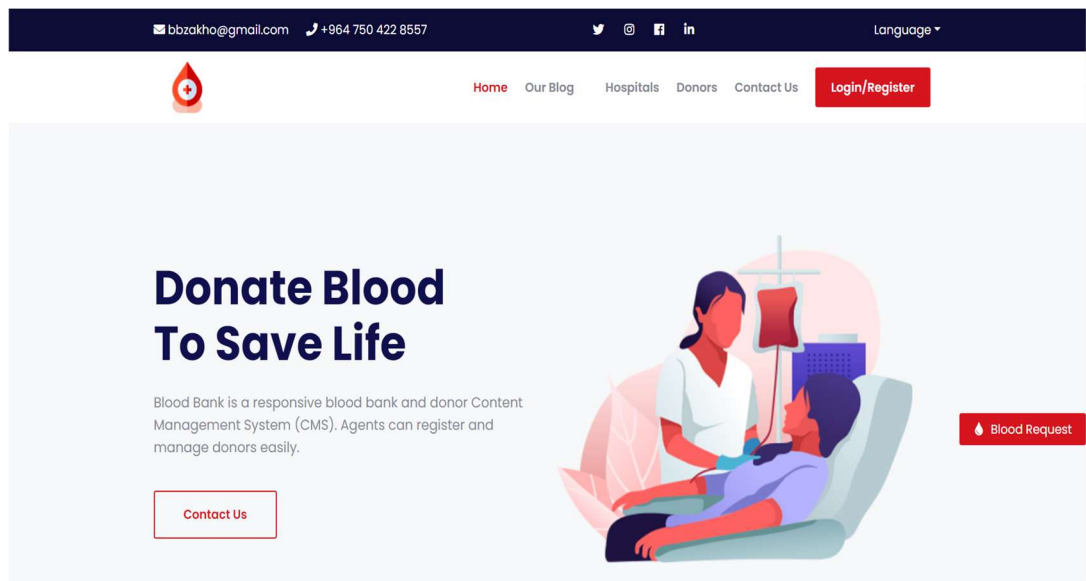 bbzakho@gmail.com +964 750 422 8557 Language
Home Our Blog Hospitals Donors Contact Us Login/Register
Donate Blood
To Save Life
Blood Bank is a responsive blood bank and donor Content
Management System (CMS). Agents can register and
manage donors easily.
Blood Request
Contact Us